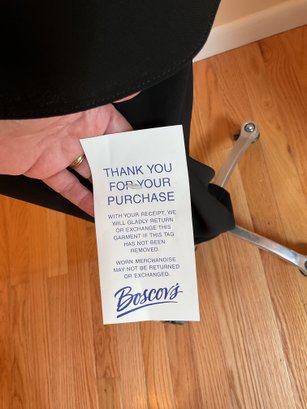 THANK YOU
FOR YOUR
PURCHASE
WITH YOUR RECEIPT, WE
WILL GLADLY RETURN
OR EXCHANGE THIS
GARMENT IF THIS TAG
HAS NOT BEEN
REMOVED.
WORN MERCHANDISE
MAY NOT BE RETURNED
OR EXCHANGED.
Boscov's